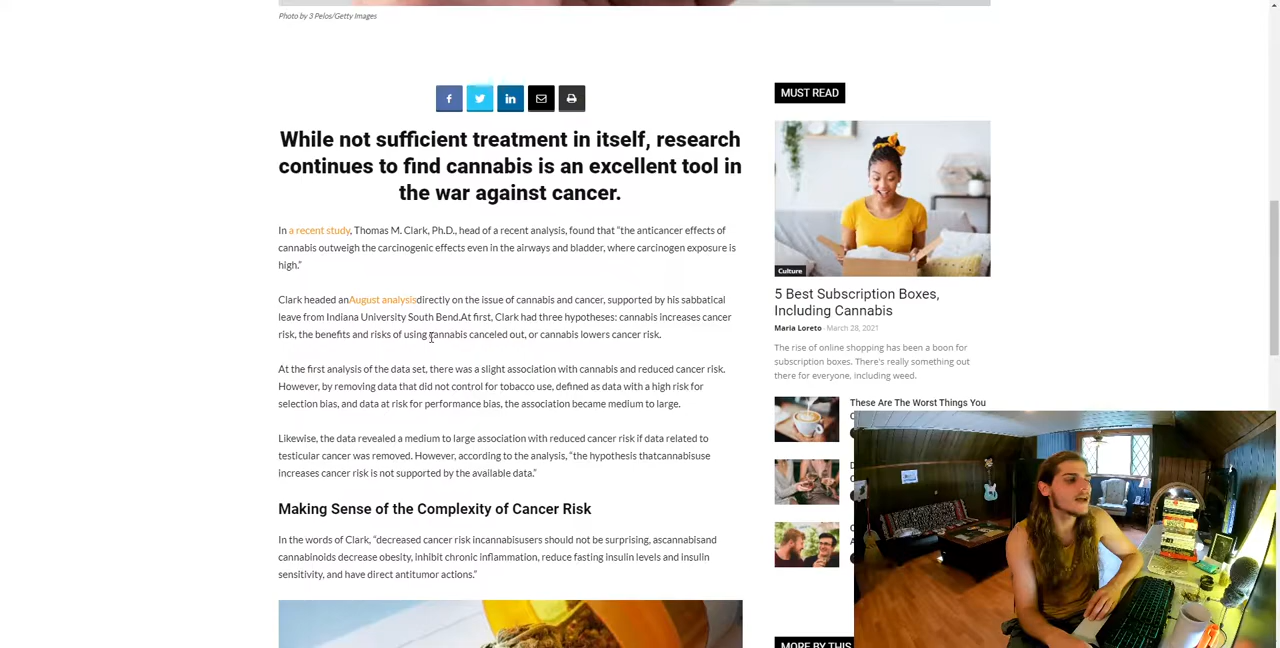 Photo by 3 Pelos/Getty Images
While not sufficient treatment in itself, research
continues to find cannabis is an excellent tool in
the war against cancer.
In a recent study, Thomas M. Clark, Ph.D., head of a recent analysis, found that “the anticancer effects of
cannabis outweigh the carcinogenic effects even in the airways and bladder, where carcinogen exposure is
high.”
Clark headed anAugust analysisdirectly on the issue of cannabis and cancer, supported by his sabbatical
leave from Indiana University South Bend.At first, Clark had three hypotheses: cannabis increases cancer
risk, the benefits and risks of using cannabis canceled out, or cannabis lowers cancer risk.
At the first analysis of the data set, there was a slight association with cannabis and reduced cancer risk.
However, by removing data that did not control for tobacco use, defined as data with a high risk for
selection bias, and data at risk for performance bias, the association became medium to large.
Likewise, the data revealed a medium to large association with reduced cancer risk if data related to
testicular cancer was removed. However, according to the analysis, “the hypothesis thatcannabisuse
increases cancer risk is not supported by the available data.”
Making Sense of the Complexity of Cancer Risk
In the words of Clark, “decreased cancer risk incannabisusers should not be surprising, ascannabisand
cannabinoids decrease obesity, inhibit chronic inflammation, reduce fasting insulin levels and insulin
sensitivity, and have direct antitumor actions.”
MUST READ
Culture
5 Best Subscription Boxes,
Including Cannabis
Maria Loreto March 28, 2021
The rise of online shopping has been a boon for
subscription boxes. There's really something out
there for everyone, including weed.
These Are The Worst Things You
MORE BY THIS